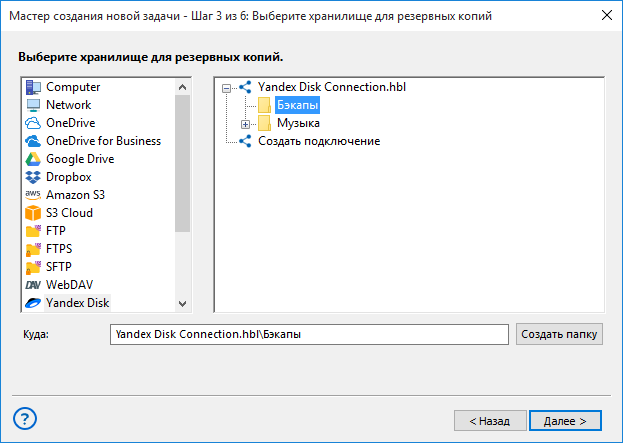 Мастер создания новой задачи - Шаг 3 из 6: Выберите хранилище для резервных копий
Выберите хранилище для резервных копий.
Computer
Network
OneDrive
OneDrive for Business
Google Drive
Dropbox
aws Amazon S3
S3 Cloud
FTP
FTPS
SFTP
DAV WebDAV
Yandex Disk
Yandex Disk Connection.hbl
Бэкапы
Музыка
Создать подключение
Куда:
Yandex Disk Connection.hbl\Бэкапы
Создать папку
?
< Назад
Далее >